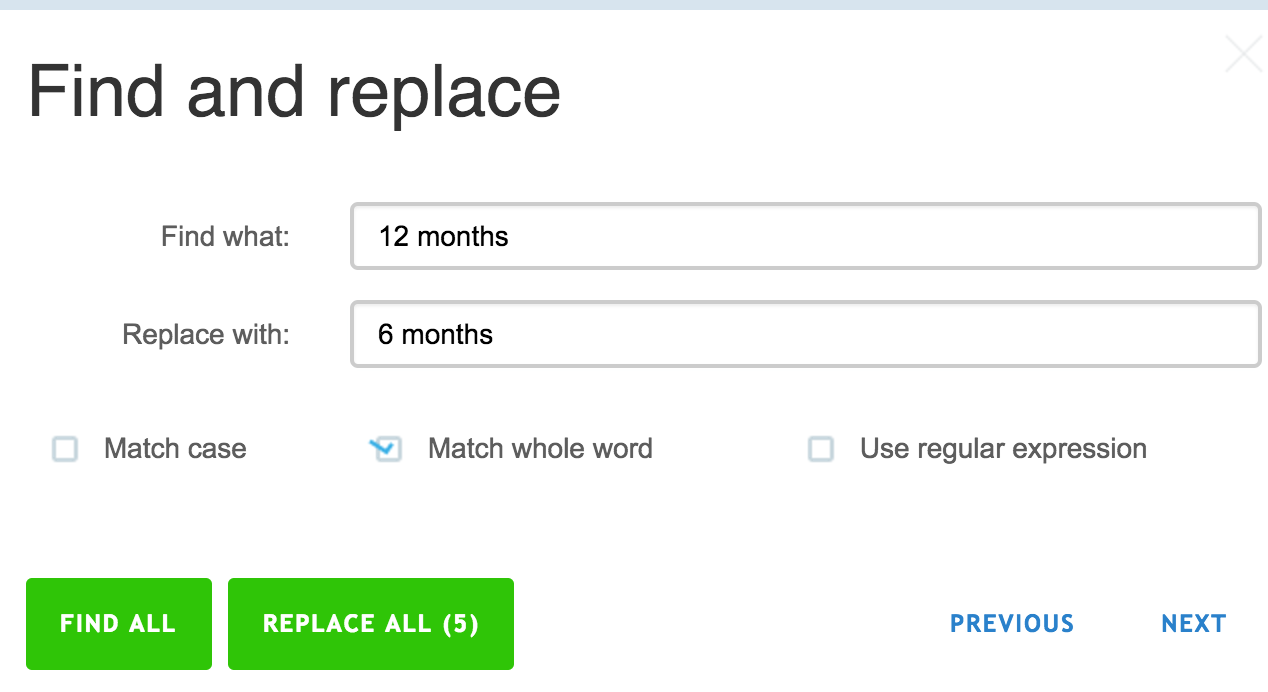 Find and replace
Find what: 12 months
Replace with: 6 months
Match case Match whole word Use regular expression
FIND ALL REPLACE ALL (5) PREVIOUS NEXT